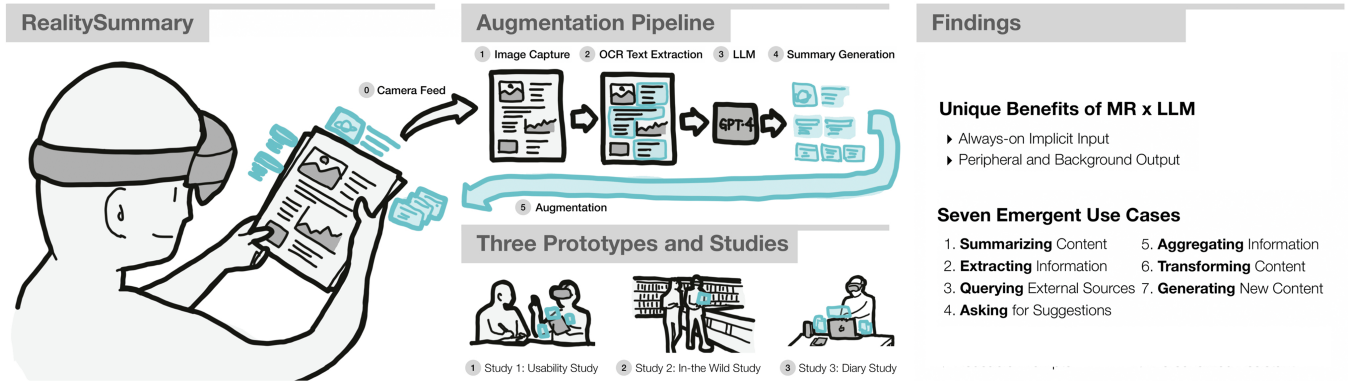 RealitySummary
0 Camera Feed
Augmentation Pipeline
1 Image Capture
2 OCR Text Extraction
3 LLM
4 Summary Generation
GPT-4
5 Augmentation
Three Prototypes and Studies
1 Study 1: Usability Study
2 Study 2: In-the Wild Study
3 Study 3: Diary Study
Findings
Unique Benefits of MR x LLM
Always-on Implicit Input
Peripheral and Background Output
Seven Emergent Use Cases
1. Summarizing Content
2. Extracting Information
3. Querying External Sources
4. Asking for Suggestions
5. Aggregating Information
6. Transforming Content
7. Generating New Content